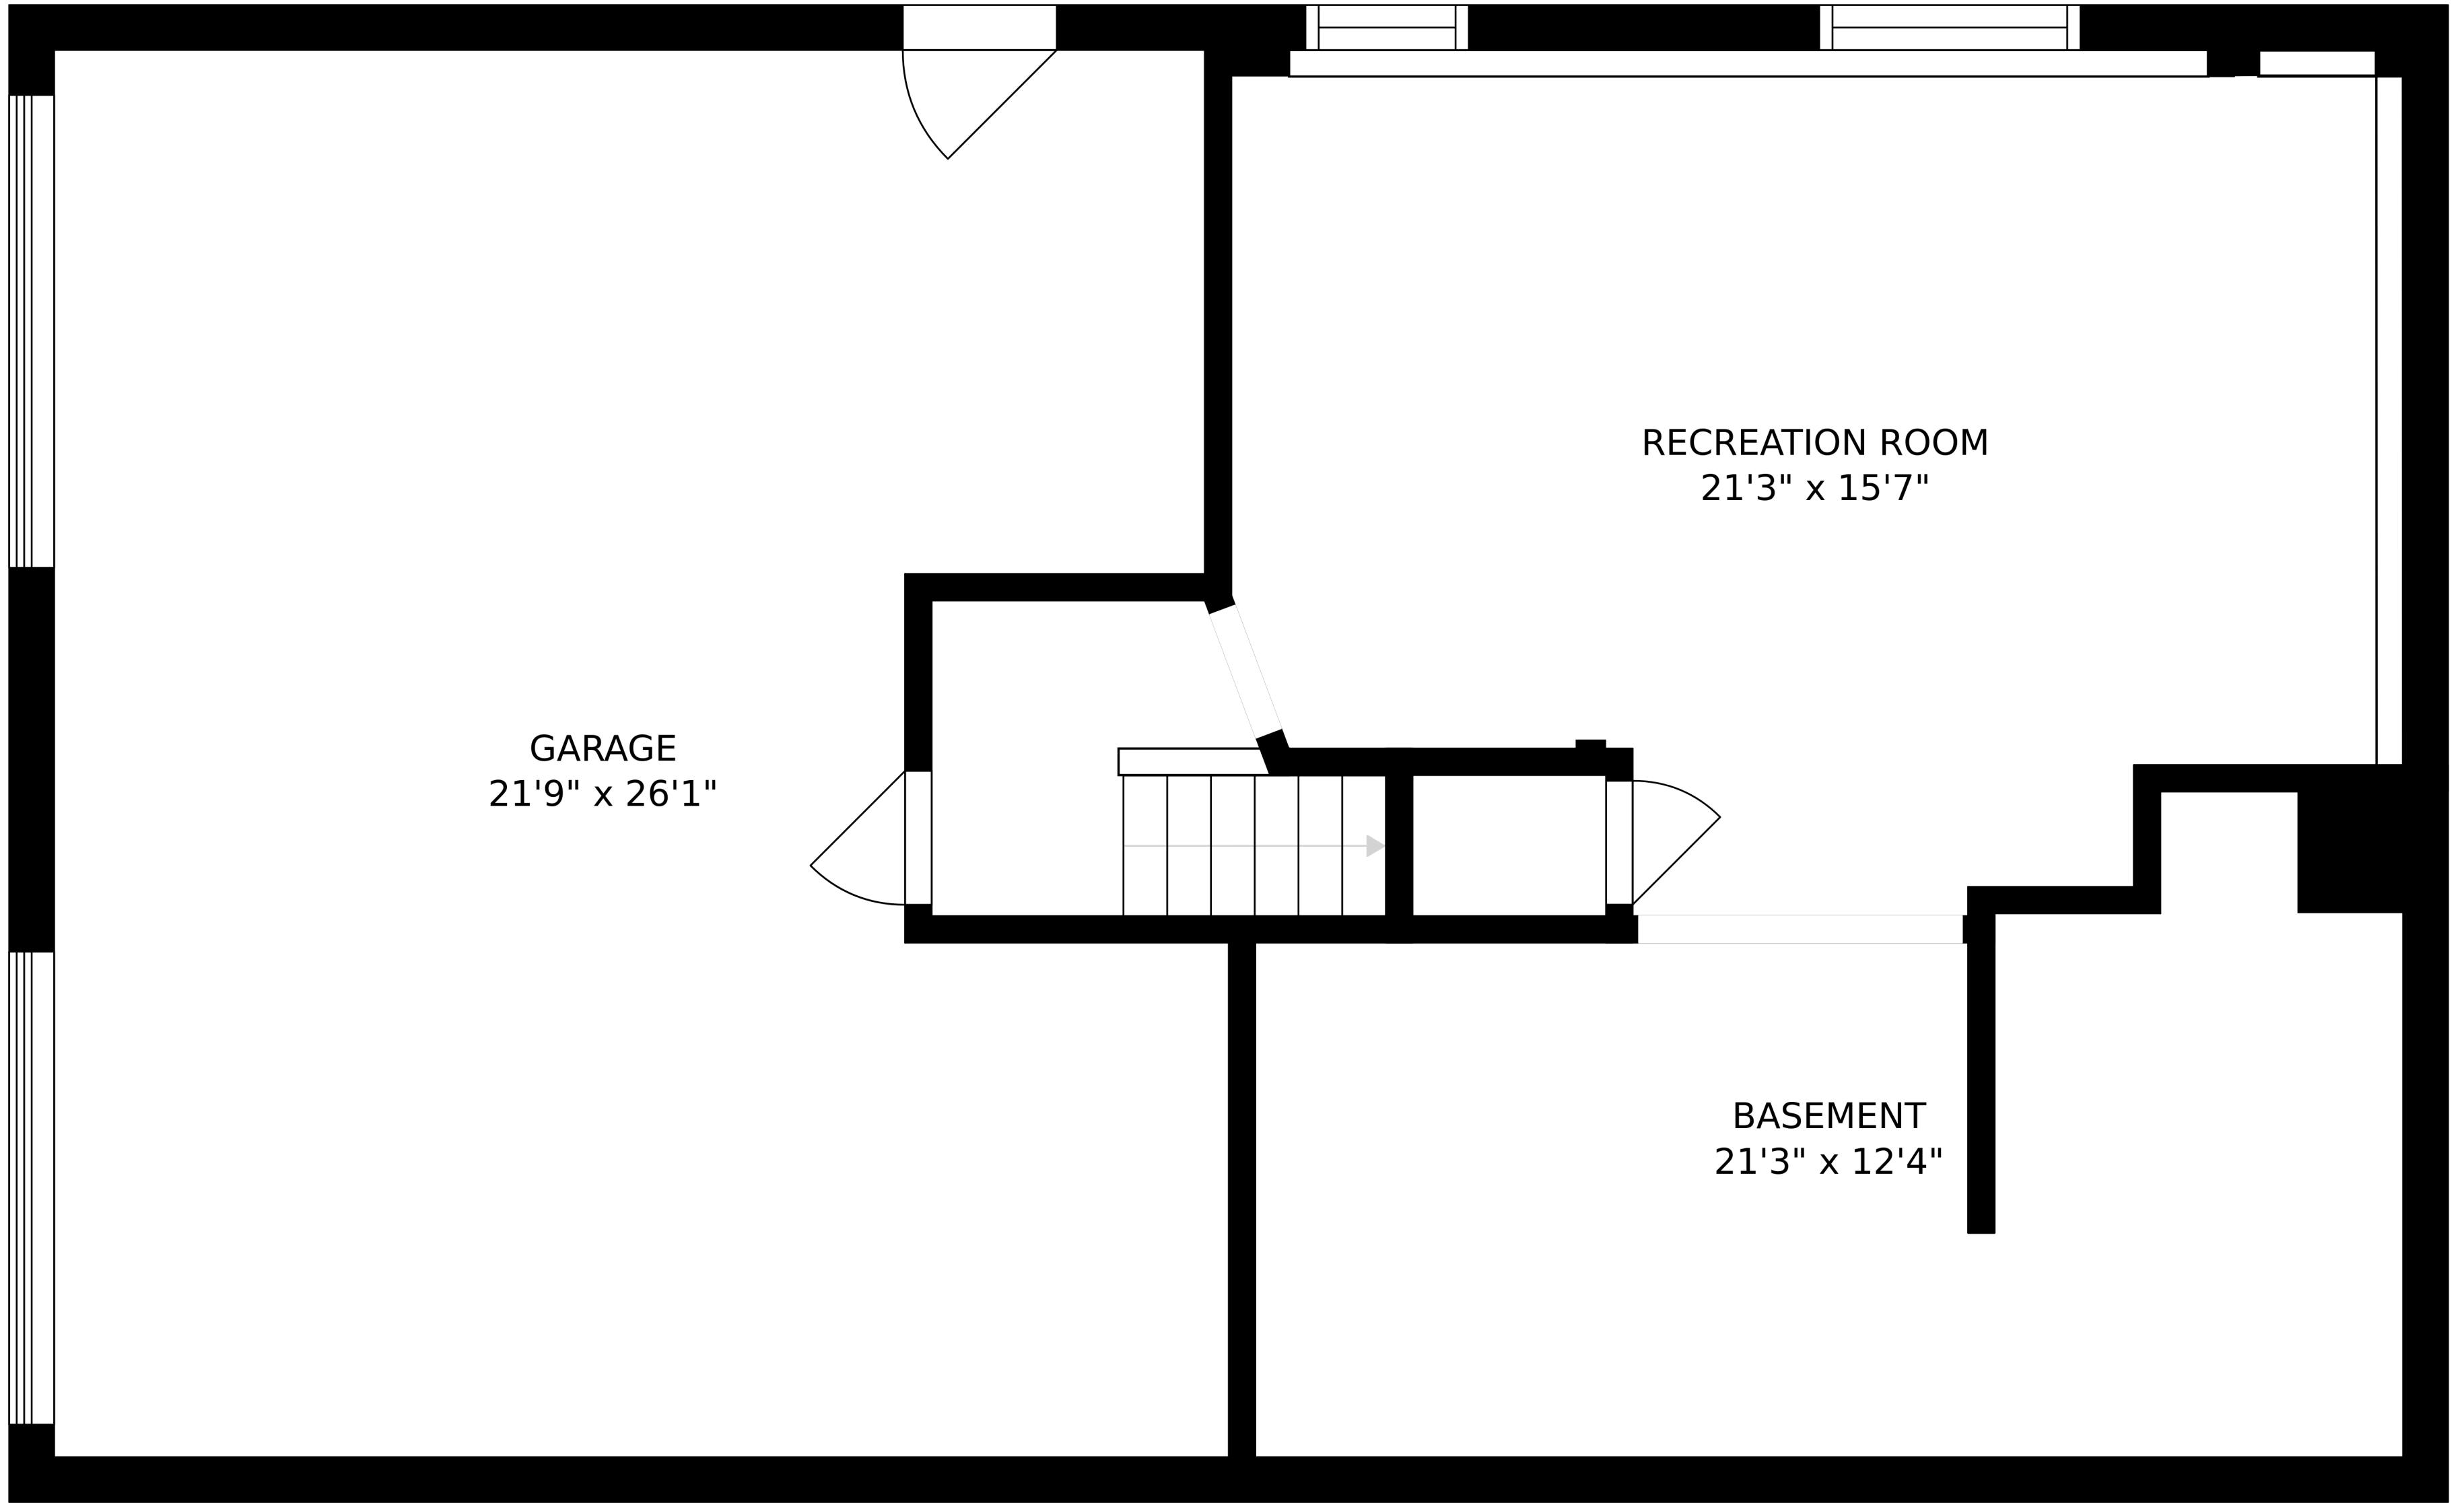 RECREATION ROOM
21'3" x 15'7"
GARAGE
21'9" x 26'1"
BASEMENT
21'3" x 12'4"